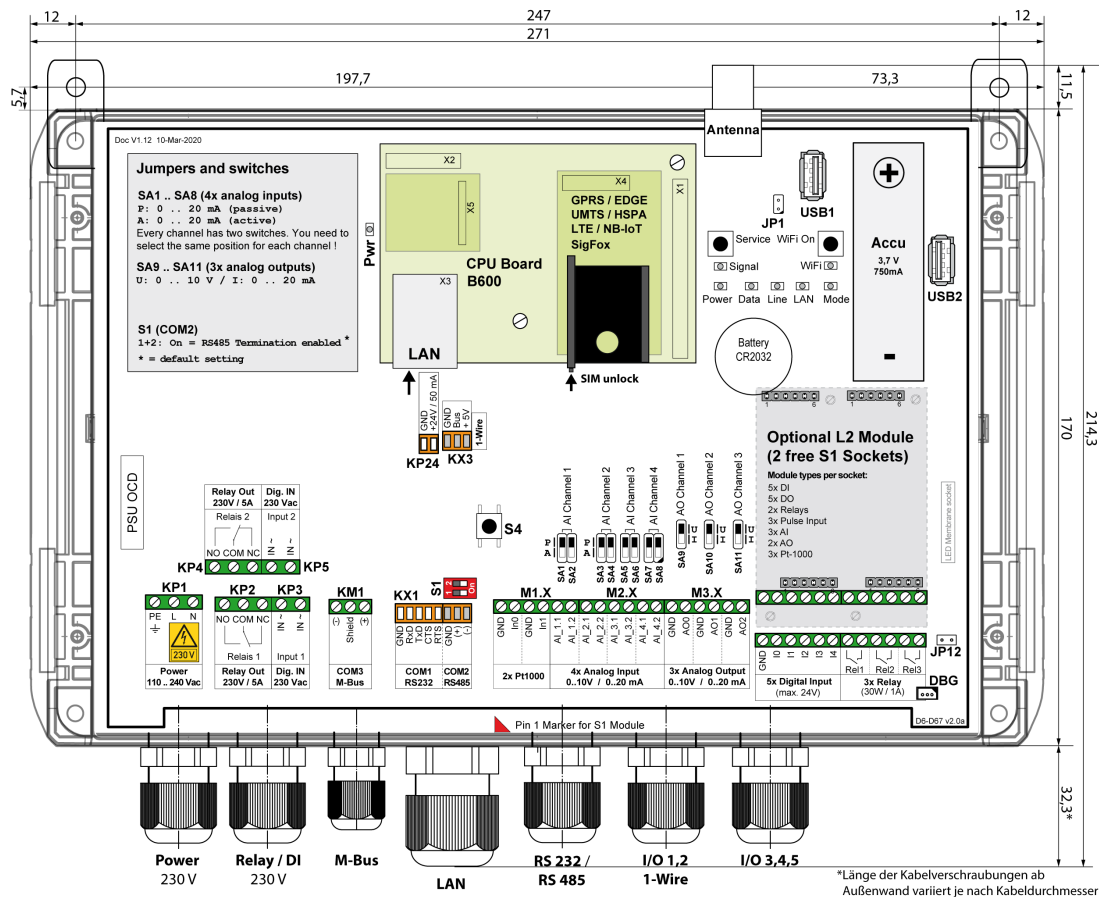 12
247
12
271
197,7
73,3
11,5
5,7
Antenna
Doc V1.12 10-Mar-2020
Jumpers and switches
SA1 .. SA8 (4x analog inputs)
P: 0 .. 20 mA (passive)
A: 0 .. 20 mA (active)
Every channel has two switches. You need to
select the same position for each channel !
SA9 .. SA11 (3x analog outputs)
U: 0 .. 10 V / I: 0 .. 20 mA
S1 (COM2)
1+2: On = RS485 Termination enabled *
* = default setting
Pwr
X2
X5
X3
X4
X1
GPRS / EDGE
UMTS / HSPA
LTE / NB-IoT
SigFox
CPU Board
B600
LAN
SIM unlock
JP1
USB1
Service
WiFi On
Signal
WiFi
Power
Data
Line
LAN
Mode
Accu
3,7 V
750mA
+
-
USB2
Battery
CR2032
170
214,3
GND
+24V / 50 mA
KP24
GND
Bus
+ 5V
1-Wire
KX3
1
6
1
6
Optional L2 Module
(2 free S1 Sockets)
Module types per socket:
5x DI
5x DO
2x Relays
3x Pulse Input
3x AI
2x AO
3x Pt-1000
LED Membrane socket
PSU OCD
Relay Out
230V / 5A
Dig. IN
230 Vac
Relais 2
Input 2
NO COM NC
IN ~
~
KP4
KP5
S4
AI Channel 1
AI Channel 2
AI Channel 3
AI Channel 4
AO Channel 1
AO Channel 2
AO Channel 3
P
A
P
A
U
I
U
I
U
I
SA1
SA2
SA3
SA4
SA5
SA6
SA7
SA8
SA9
SA10
SA11
KP1
KP2
KP3
KM1
KX1
S1
On
M1.X
M2.X
M3.X
PE
L
N
230 V
Power
110 .. 240 Vac
NO COM NC
Relais 1
Relay Out
230V / 5A
IN ~
~
Input 1
Dig. IN
230 Vac
(-)
Shield
(+)
COM3
M-Bus
GND
RxD
TxD
CTS
RTS
GND
(+)
(-)
COM1
RS232
COM2
RS485
GND
In0
GND
In1
AI_1.1
AI_1.2
AI_2.1
AI_2.2
AI_3.1
AI_3.2
AI_4.1
AI_4.2
GND
AO0
GND
AO1
GND
AO2
2x Pt1000
4x Analog Input
0..10V / 0..20 mA
3x Analog Output
0..10V / 0..20 mA
GND
I0
I1
I2
I3
I4
Rel1
Rel2
Rel3
5x Digital Input
(max. 24V)
3x Relay
(30W / 1A)
JP12
DBG
D6-D67 v2.0a
Pin 1 Marker for S1 Module
32,3*
Power
230 V
Relay / DI
230 V
M-Bus
LAN
RS 232 /
RS 485
I/O 1,2
1-Wire
I/O 3,4,5
*Länge der Kabelverschraubungen ab
Außenwand variiert je nach Kabeldurchmesser